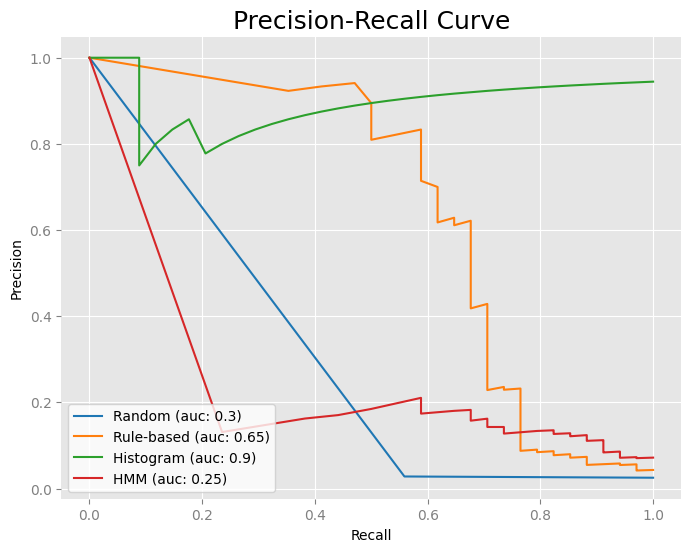 Precision-Recall Curve
Precision
1.0
0.8
0.6
0.4
0.2
0.0
Random (auc: 0.3)
Rule-based (auc: 0.65)
Histogram (auc: 0.9)
HMM (auc: 0.25)
0.0 0.2 0.4 0.6 0.8 1.0
Recall